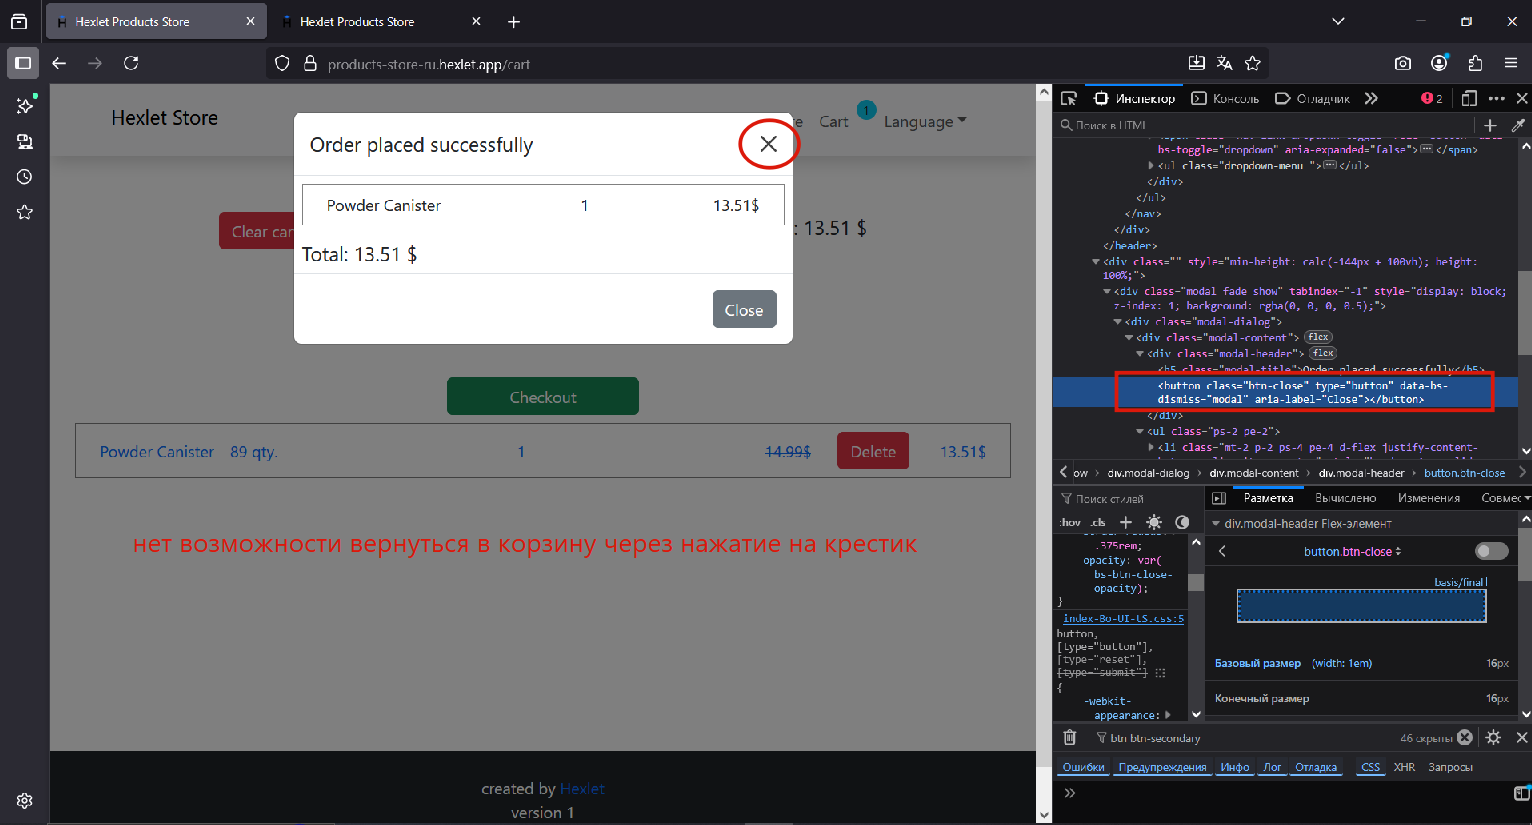 Hexlet Products Store
Hexlet Products Store
products-store-ru.hexlet.app/cart
Hexlet Store
Cart
1
Language
Order placed successfully
Powder Canister 1 13.51$
Total: 13.51 $
Close
Clear car
: 13.51 $
Checkout
Powder Canister 89 qty. 1 14.99$ Delete 13.51$
нет возможности вернуться в корзину через нажатие на крестик
created by Hexlet
version 1
Инспектор Консоль Отладчик 2
Поиск в HTML
bs-toggle="dropdown" aria-expanded="false"> </span>
<ul class="dropdown-menu "> </ul>
</div>
</ul>
</nav>
</div>
</header>
<div class="" style="min-height: calc(-144px + 100vh); height:
100%;">
<div class="modal fade show" tabindex="-1" style="display: block;
z-index: 1; background: rgba(0, 0, 0, 0.5);">
<div class="modal-dialog">
<div class="modal-content"> flex
<div class="modal-header"> flex
<h5 class="modal-title">Order placed successfully</h5>
<button class="btn-close" type="button" data-bs-
dismiss="modal" aria-label="Close"></button>
</div>
<ul class="ps-2 pe-2">
<li class="mt-2 p-2 ps-4 pe-4 d-flex justify-content-
ow div.modal-dialog div.modal-content div.modal-header button.btn-close
Поиск стилей
:hov .cls
.375rem;
opacity: var(
bs-btn-close-
opacity);
}
index-Bo-UI-tS.css:5
button,
[type="button"],
[type="reset"],
[type="submit"]
{
-webkit-
appearance:
Разметка Вычислено Изменения Совмес
div.modal-header Flex-элемент
button.btn-close
basis/final
Базовый размер (width: 1em) 16px
Конечный размер 16px
btn btn-secondary 46 скрыты
Ошибки Предупреждения Инфо Лог Отладка CSS XHR Запросы